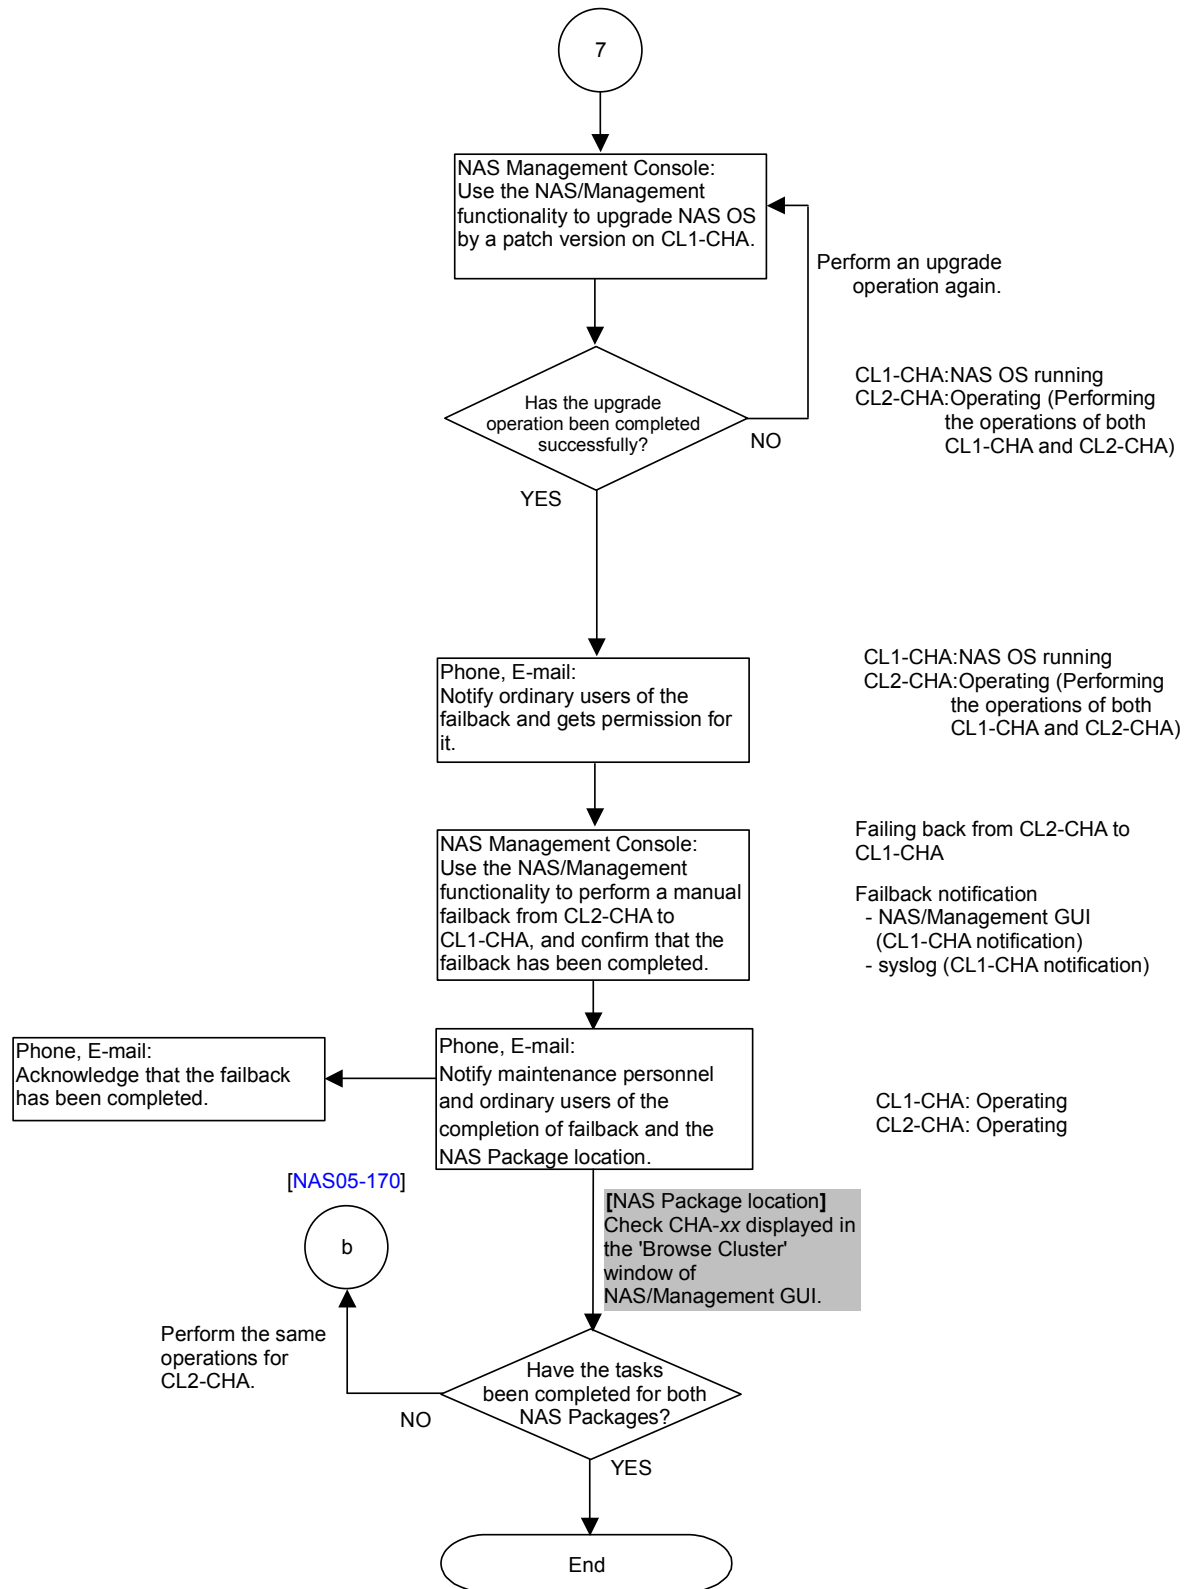 7
NAS Management Console:
Use the NAS/Management
functionality to upgrade NAS OS
by a patch version on CL1-CHA.
Perform an upgrade
operation again.
Has the upgrade
operation been completed
successfully?
NO
YES
CL1-CHA:NAS OS running
CL2-CHA:Operating (Performing
the operations of both
CL1-CHA and CL2-CHA)
Phone, E-mail:
Notify ordinary users of the
failback and gets permission for
it.
CL1-CHA:NAS OS running
CL2-CHA:Operating (Performing
the operations of both
CL1-CHA and CL2-CHA)
NAS Management Console:
Use the NAS/Management
functionality to perform a manual
failback from CL2-CHA to
CL1-CHA, and confirm that the
failback has been completed.
Failing back from CL2-CHA to
CL1-CHA
Failback notification
- NAS/Management GUI
(CL1-CHA notification)
- syslog (CL1-CHA notification)
Phone, E-mail:
Notify maintenance personnel
and ordinary users of the
completion of failback and the
NAS Package location.
Phone, E-mail:
Acknowledge that the failback
has been completed.
CL1-CHA: Operating
CL2-CHA: Operating
[NAS05-170]
b
[NAS Package location]
Check CHA-xx displayed in
the 'Browse Cluster'
window of
NAS/Management GUI.
Perform the same
operations for
CL2-CHA.
Have the tasks
been completed for both
NAS Packages?
NO
YES
End